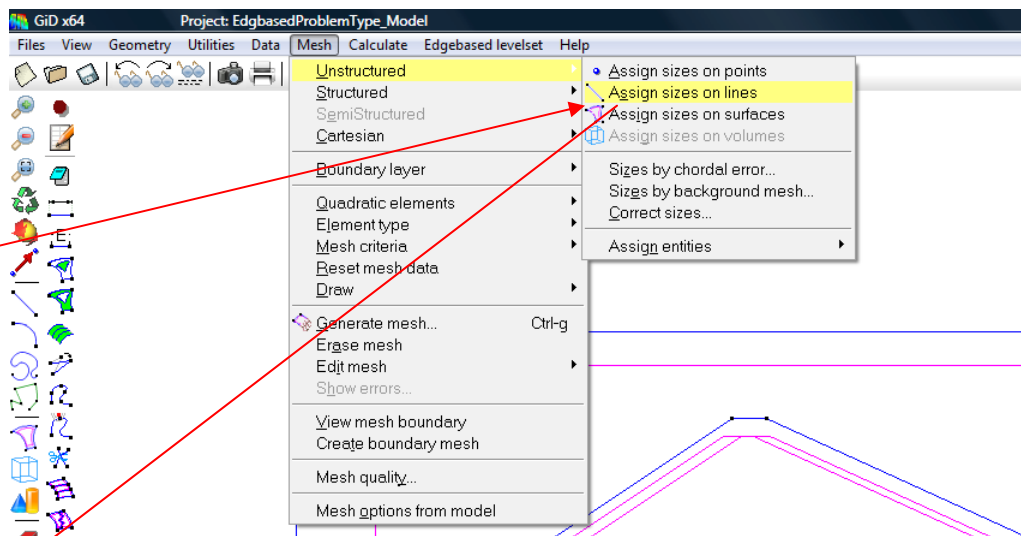 GiD x64 Project: EdgbasedProblemType_Model
Files View Geometry Utilities Data Mesh Calculate Edgebased levelset Help
Unstructured
Structured
SemiStructured
Cartesian
Boundary layer
Quadratic elements
Element type
Mesh criteria
Reset mesh data
Draw
Generate mesh... Ctrl-g
Erase mesh
Edit mesh
Show errors...
View mesh boundary
Create boundary mesh
Mesh quality...
Mesh options from model
Assign sizes on points
Assign sizes on lines
Assign sizes on surfaces
Assign sizes on volumes
Sizes by chordal error...
Sizes by background mesh...
Correct sizes...
Assign entities
E